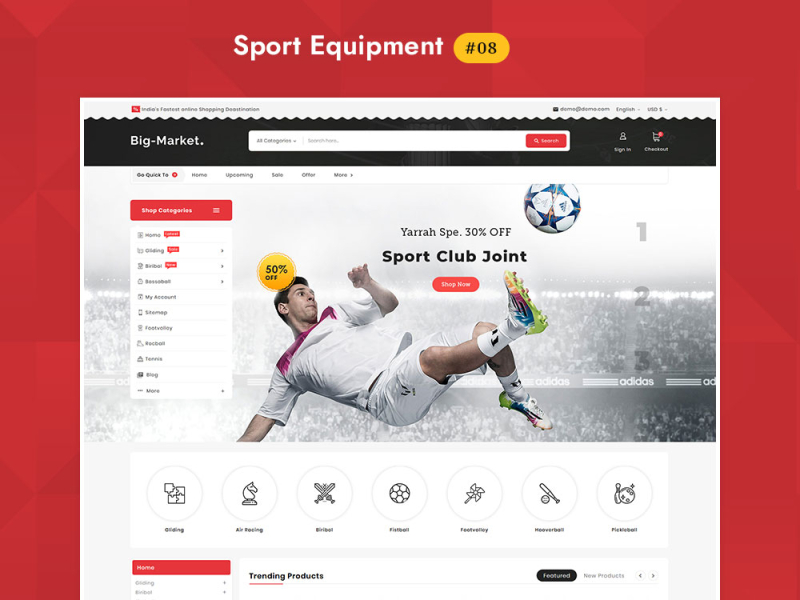 Sport Equipment #08
% India's Fastest online Shopping Deastination
demo@demo.com English USD $
Big-Market.
All Categories
Search here..
Search
Sign In
Checkout
Go Quick To
Home
Upcoming
Sale
Offer
More
Shop Categories
Home Latest
Gliding Sale
Biribol New
Basseball
My Account
Sitemap
Footvolley
Racball
Tennis
Blog
More
50%
OFF
Yarrah Spe. 30% OFF
Sport Club Joint
Shop Now
1
2
3
adidas
adidas
ad
Gliding
Air Racing
Biribol
Fistball
Footvolley
Hooverball
Pickleball
Home
Gliding +
Biribol +
Trending Products
Featured
New Products